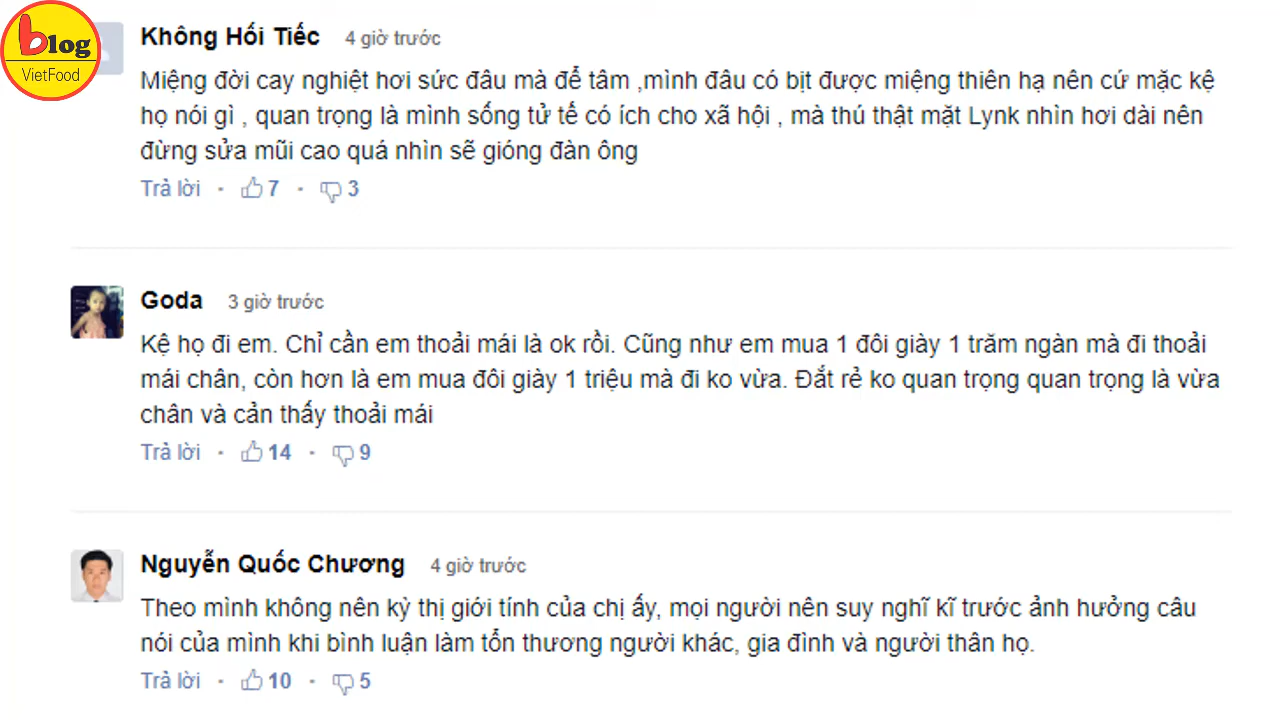 blog
VietFood
Không Hối Tiếc 4 giờ trước
Miệng đời cay nghiệt hơi sức đâu mà để tâm ,mình đâu có bịt được miệng thiên hạ nên cứ mặc kệ
họ nói gì , quan trọng là mình sống tử tế có ích cho xã hội , mà thú thật mặt Lynk nhìn hơi dài nên
đừng sửa mũi cao quá nhìn sẽ gióng đàn ông
Trả lời · 7 · 3
Goda 3 giờ trước
Kệ họ đi em. Chỉ cần em thoải mái là ok rồi. Cũng như em mua 1 đôi giày 1 trăm ngàn mà đi thoải
mái chân, còn hơn là em mua đôi giày 1 triệu mà đi ko vừa. Đắt rẻ ko quan trọng quan trọng là vừa
chân và cản thấy thoải mái
Trả lời · 14 · 9
Nguyễn Quốc Chương 4 giờ trước
Theo mình không nên kỳ thị giới tính của chị ấy, mọi người nên suy nghĩ kĩ trước ảnh hưởng câu
nói của mình khi bình luận làm tổn thương người khác, gia đình và người thân họ.
Trả lời · 10 · 5